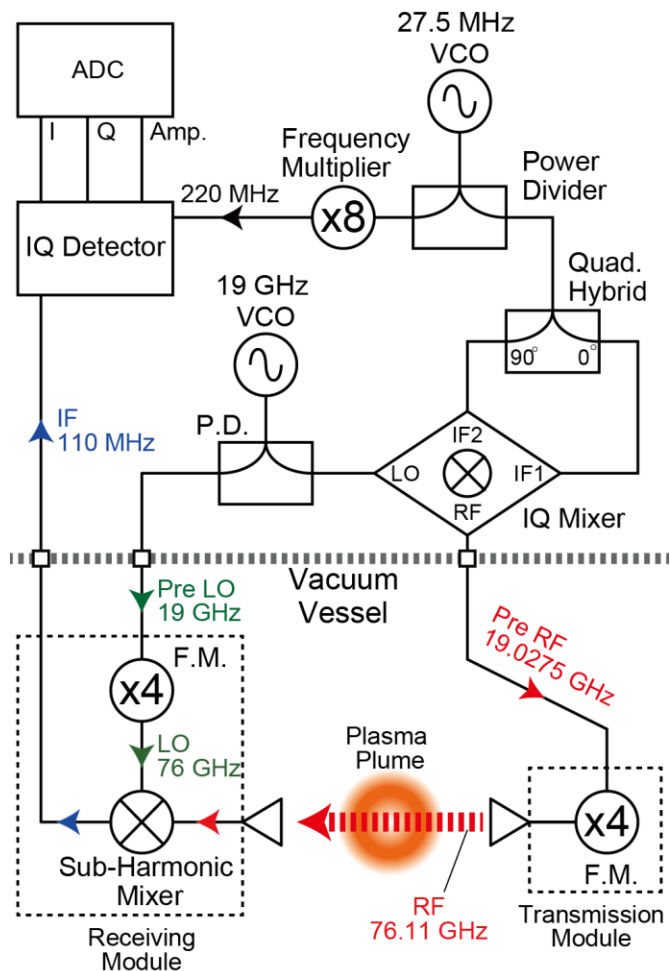 27.5 MHz
VCO
ADC
I
Q
Amp.
Frequency
Multiplier
Power
Divider
220 MHz
x8
IQ Detector
Quad.
Hybrid
19 GHz
VCO
90°
0°
IF
110 MHz
P.D.
IF2
LO
IF1
RF
IQ Mixer
Vacuum
Vessel
Pre LO
19 GHz
Pre RF
19.0275 GHz
F.M.
x4
LO
76 GHz
Plasma
Plume
x4
Sub-Harmonic
Mixer
F.M.
RF
76.11 GHz
Receiving
Module
Transmission
Module